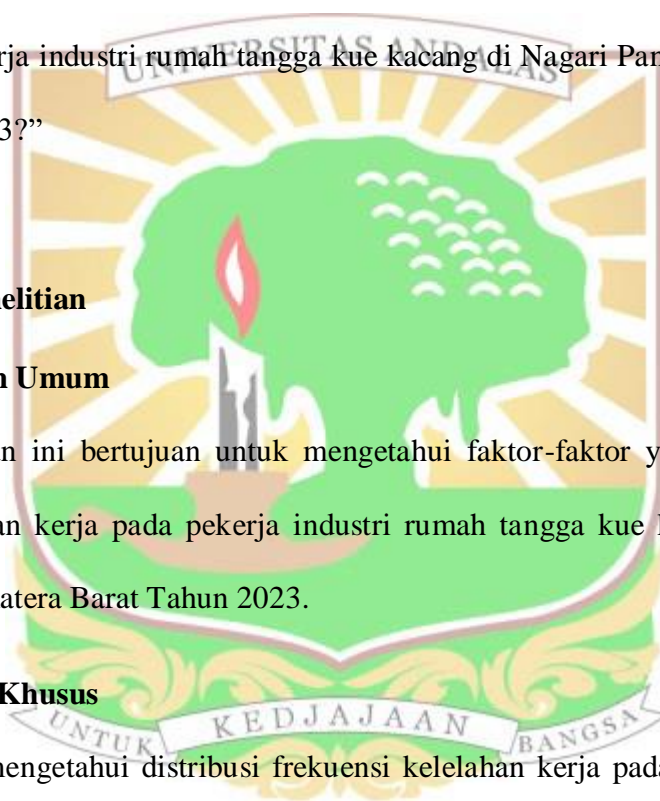 UNIVERSITAS ANDALAS
rja industri rumah tangga kue kacang di Nagari Pan
3?”
elitian
n Umum
an ini bertujuan untuk mengetahui faktor-faktor y
an kerja pada pekerja industri rumah tangga kue
atera Barat Tahun 2023.
Khusus
UNTUK KEDJAJAAN BANGSA
mengetahui distribusi frekuensi kelelahan kerja pada